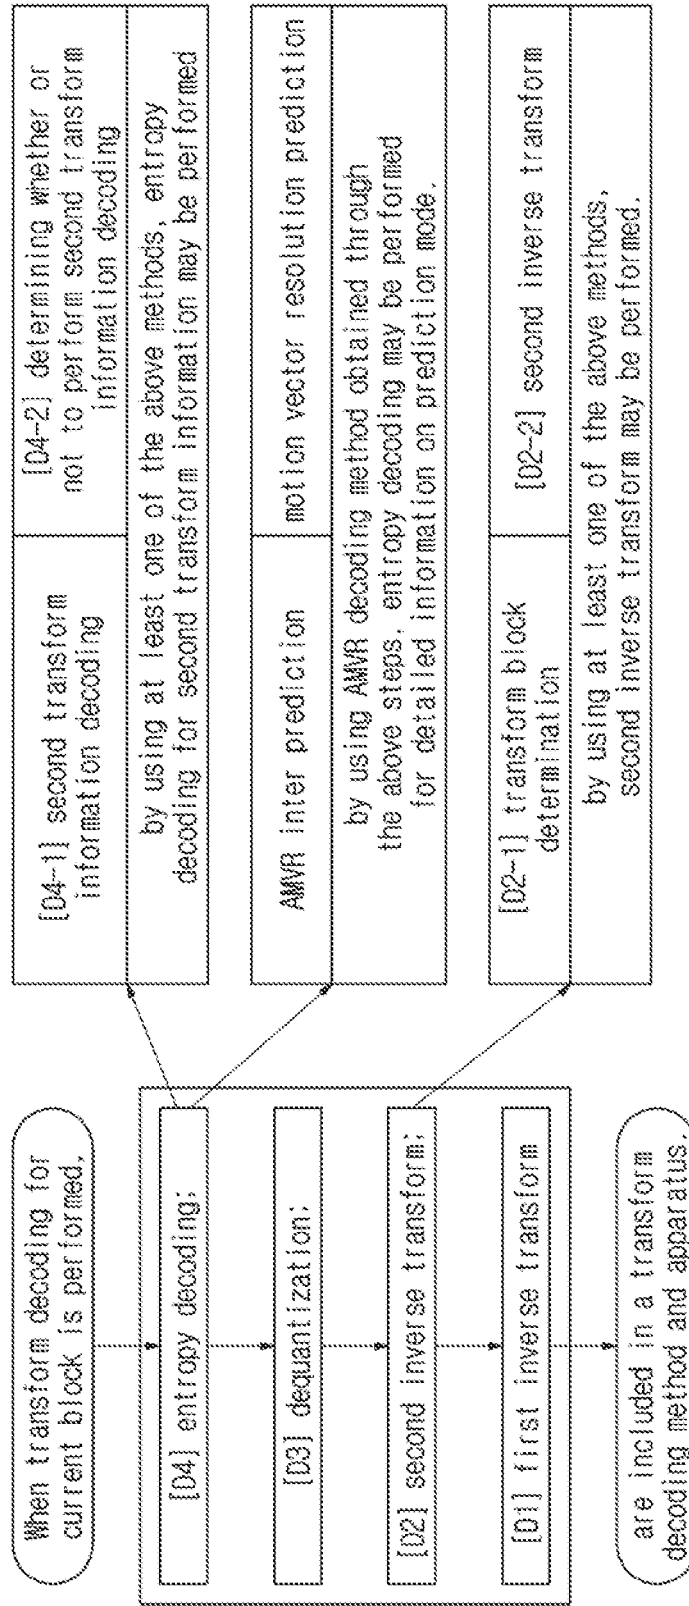 When transform decoding for
current block is performed,
[D4] entropy decoding;
[D3] dequantization;
[D2] second inverse transform;
[D1] first inverse transform
are included in a transform
decoding method and apparatus.
[D4-1] second transform
information decoding
[D4-2] determining whether or
not to perform second transform
information decoding
by using at least one of the above methods, entropy
decoding for second transform information may be performed
AMVR inter prediction
motion vector resolution prediction
by using AMVR decoding method obtained through
the above steps, entropy decoding may be performed
for detailed information on prediction mode.
[D2-1] transform block
determination
[D2-2] second inverse transform
by using at least one of the above methods,
second inverse transform may be performed.